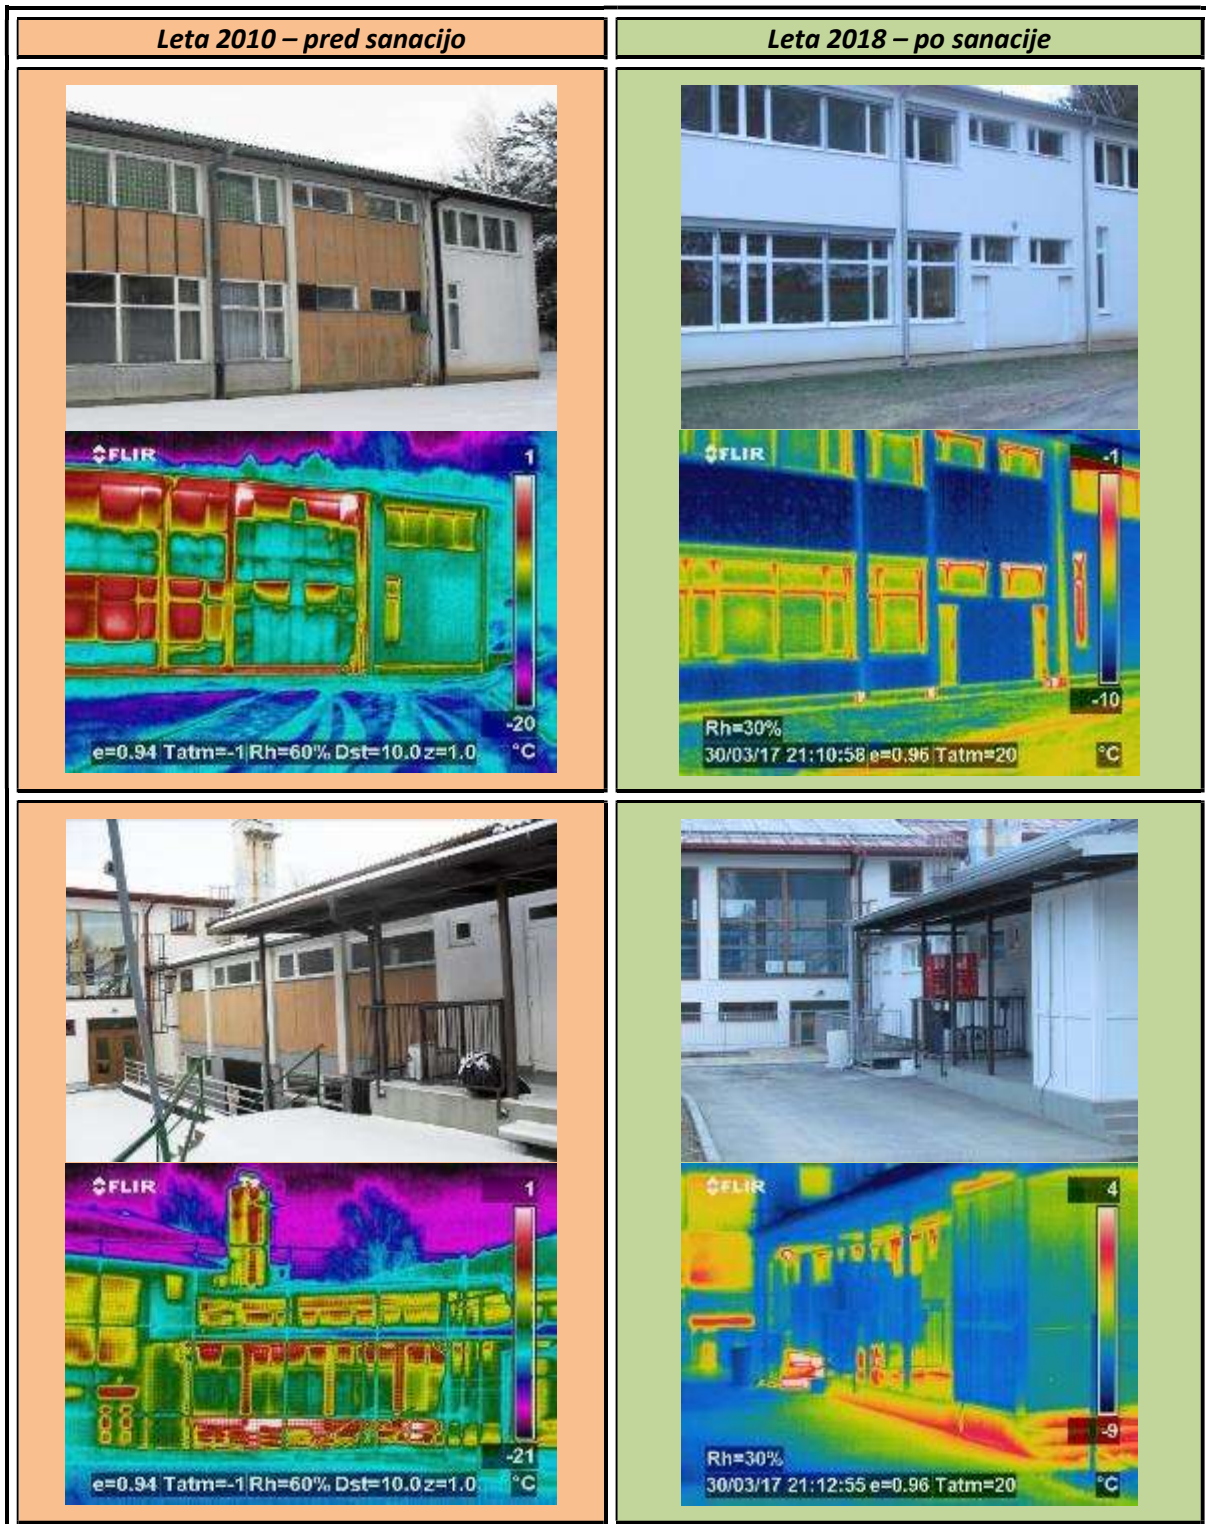 Leta 2010 – pred sanacijo
Leta 2018 – po sanacije
FLIR
1
-20
e=0.94 Tatm=-1 Rh=60% Dst=10.0 z=1.0 °C
FLIR
-1
-10
Rh=30%
30/03/17 21:10:58 e=0.96 Tatm=20 °C
FLIR
1
-21
e=0.94 Tatm=-1 Rh=60% Dst=10.0 z=1.0 °C
FLIR
4
-9
Rh=30%
30/03/17 21:12:55 e=0.96 Tatm=20 °C